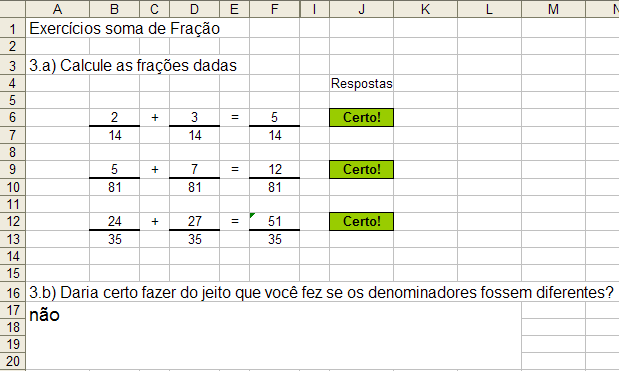 A B C D E F I J K L M N
1 Exercícios soma de Fração
2
3 3.a) Calcule as frações dadas
4 Respostas
5
6 2 + 3 = 5 Certo!
7 14 14 14
8
9 5 + 7 = 12 Certo!
10 81 81 81
11
12 24 + 27 = 51 Certo!
13 35 35 35
14
15
16 3.b) Daria certo fazer do jeito que você fez se os denominadores fossem diferentes?
17 não
18
19
20